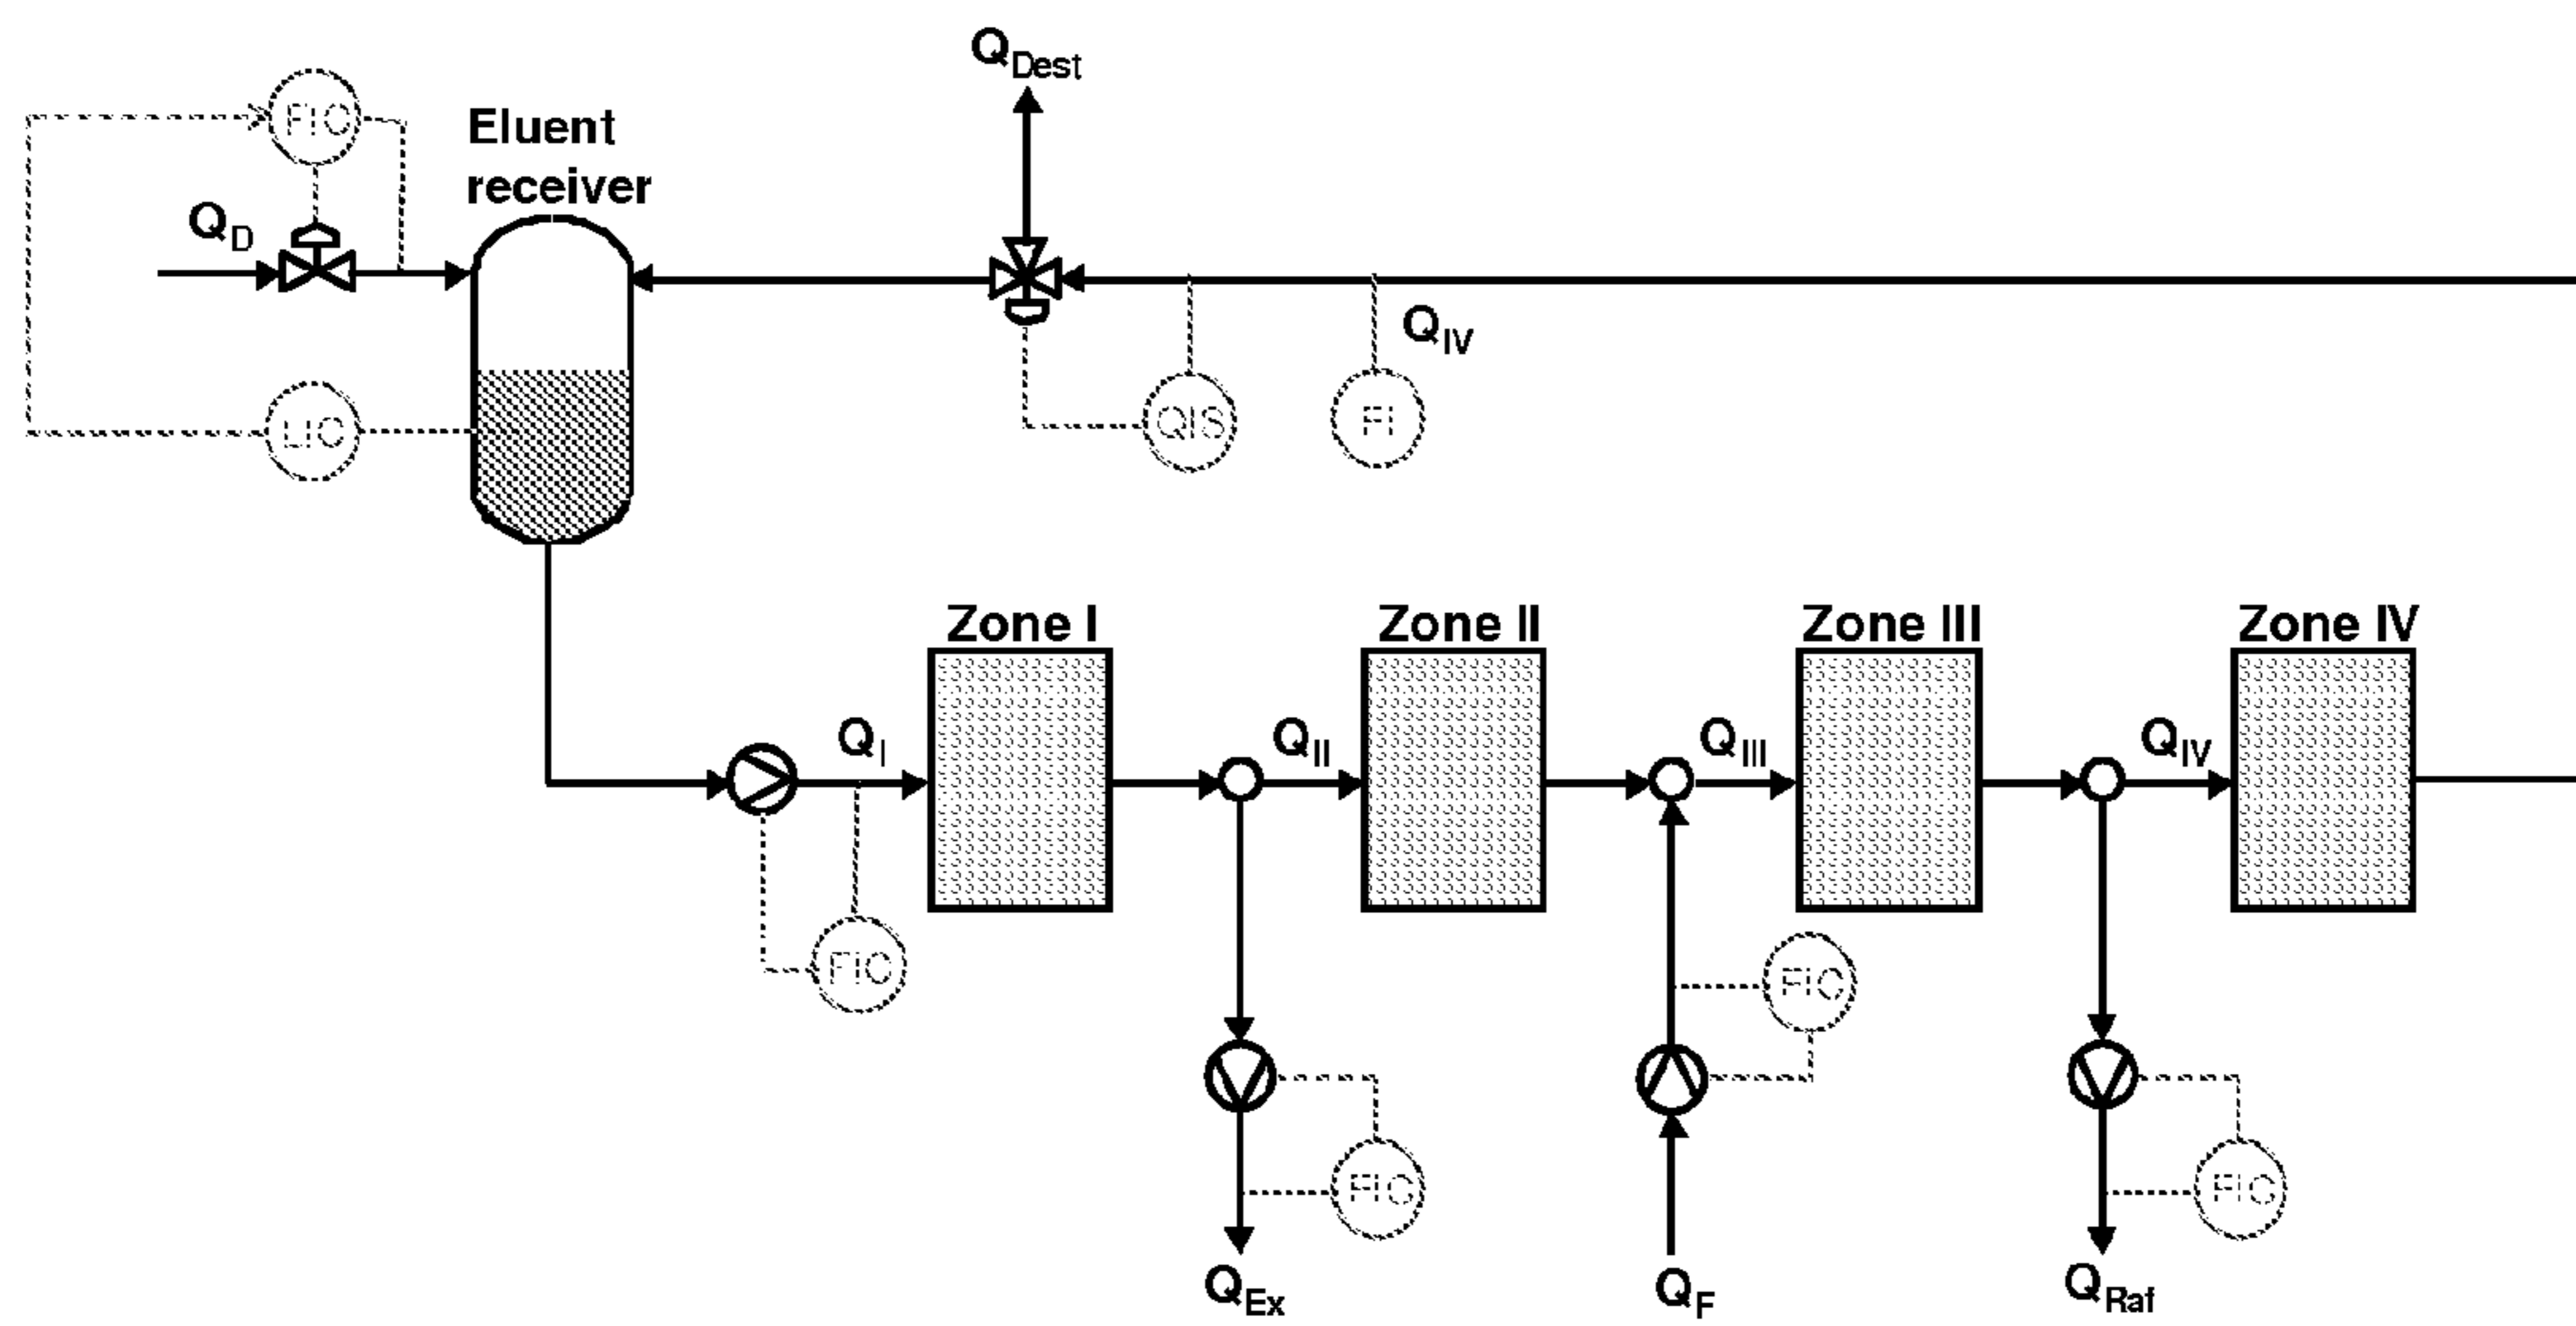 Q_Dest
FIC
Eluent
receiver
Q_D
Q_IV
LIC
QIS
FI
Zone I
Zone II
Zone III
Zone IV
Q_I
Q_II
Q_III
Q_IV
FIC
FIC
FIC
FIC
Q_Ex
Q_F
Q_Raf